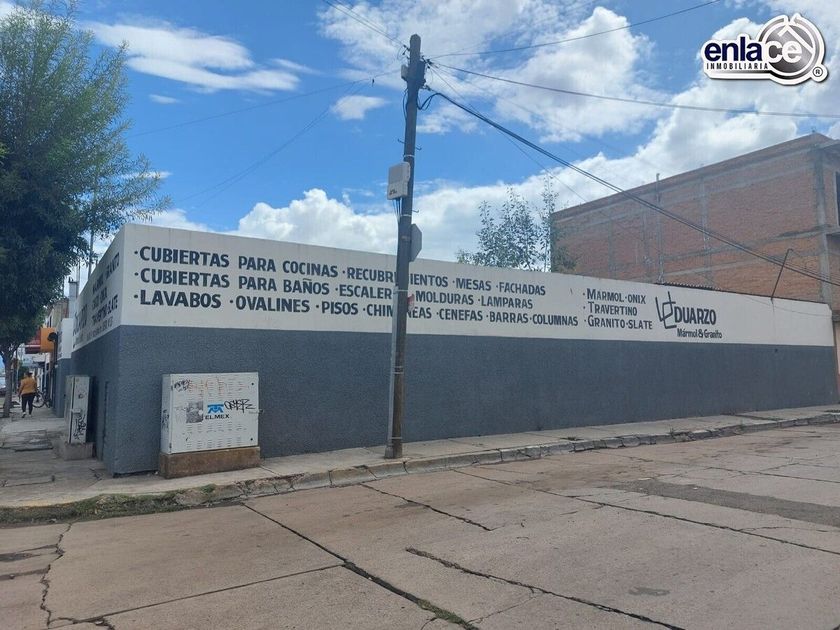 enlace
INMOBILIARIA ®
·CUBIERTAS PARA COCINAS ·RECUBRIMIENTOS ·MESAS ·FACHADAS
·CUBIERTAS PARA BAÑOS ·ESCALERAS ·MOLDURAS ·LAMPARAS
·LAVABOS ·OVALINES ·PISOS ·CHIMENEAS ·CENEFAS ·BARRAS ·COLUMNAS
·MÁRMOL ·ONIX
·TRAVERTINO
·GRANITO ·SLATE
DUARZO
Mármol & Granito
TELMEX